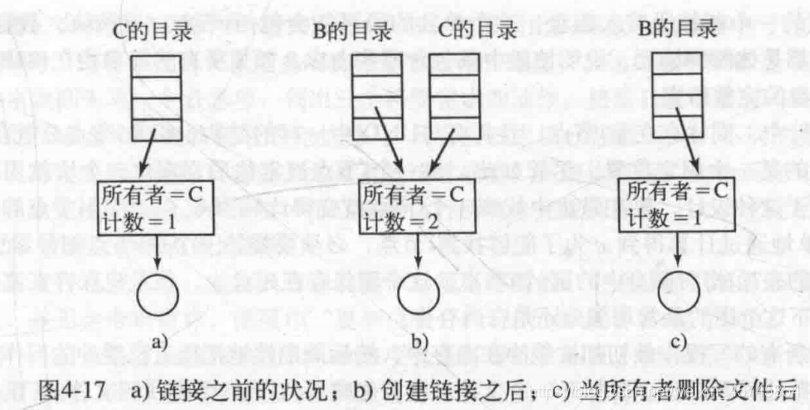 C的目录
B的目录
C的目录
B的目录
所有者=C
计数=1
所有者=C
计数=2
所有者=C
计数=1
a)
b)
c)
图4-17 a) 链接之前的状况;b) 创建链接之后,c) 当所有者删除文件后